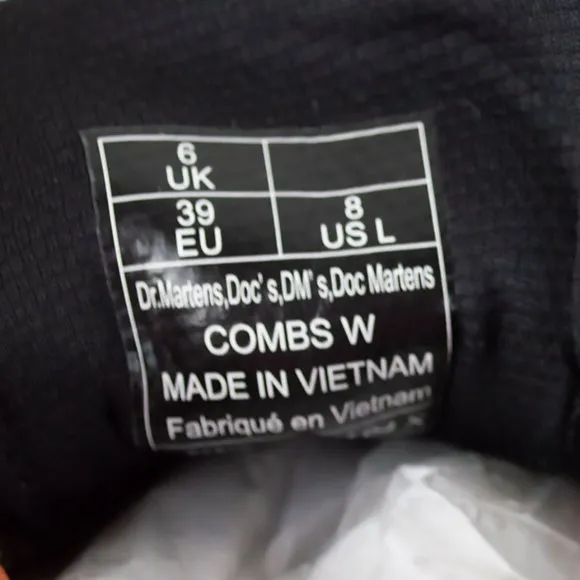 6
UK
39
EU
8
US L
Dr.Martens,Doc's,DM's,Doc Martens
COMBS W
MADE IN VIETNAM
Fabriqué en Vietnam